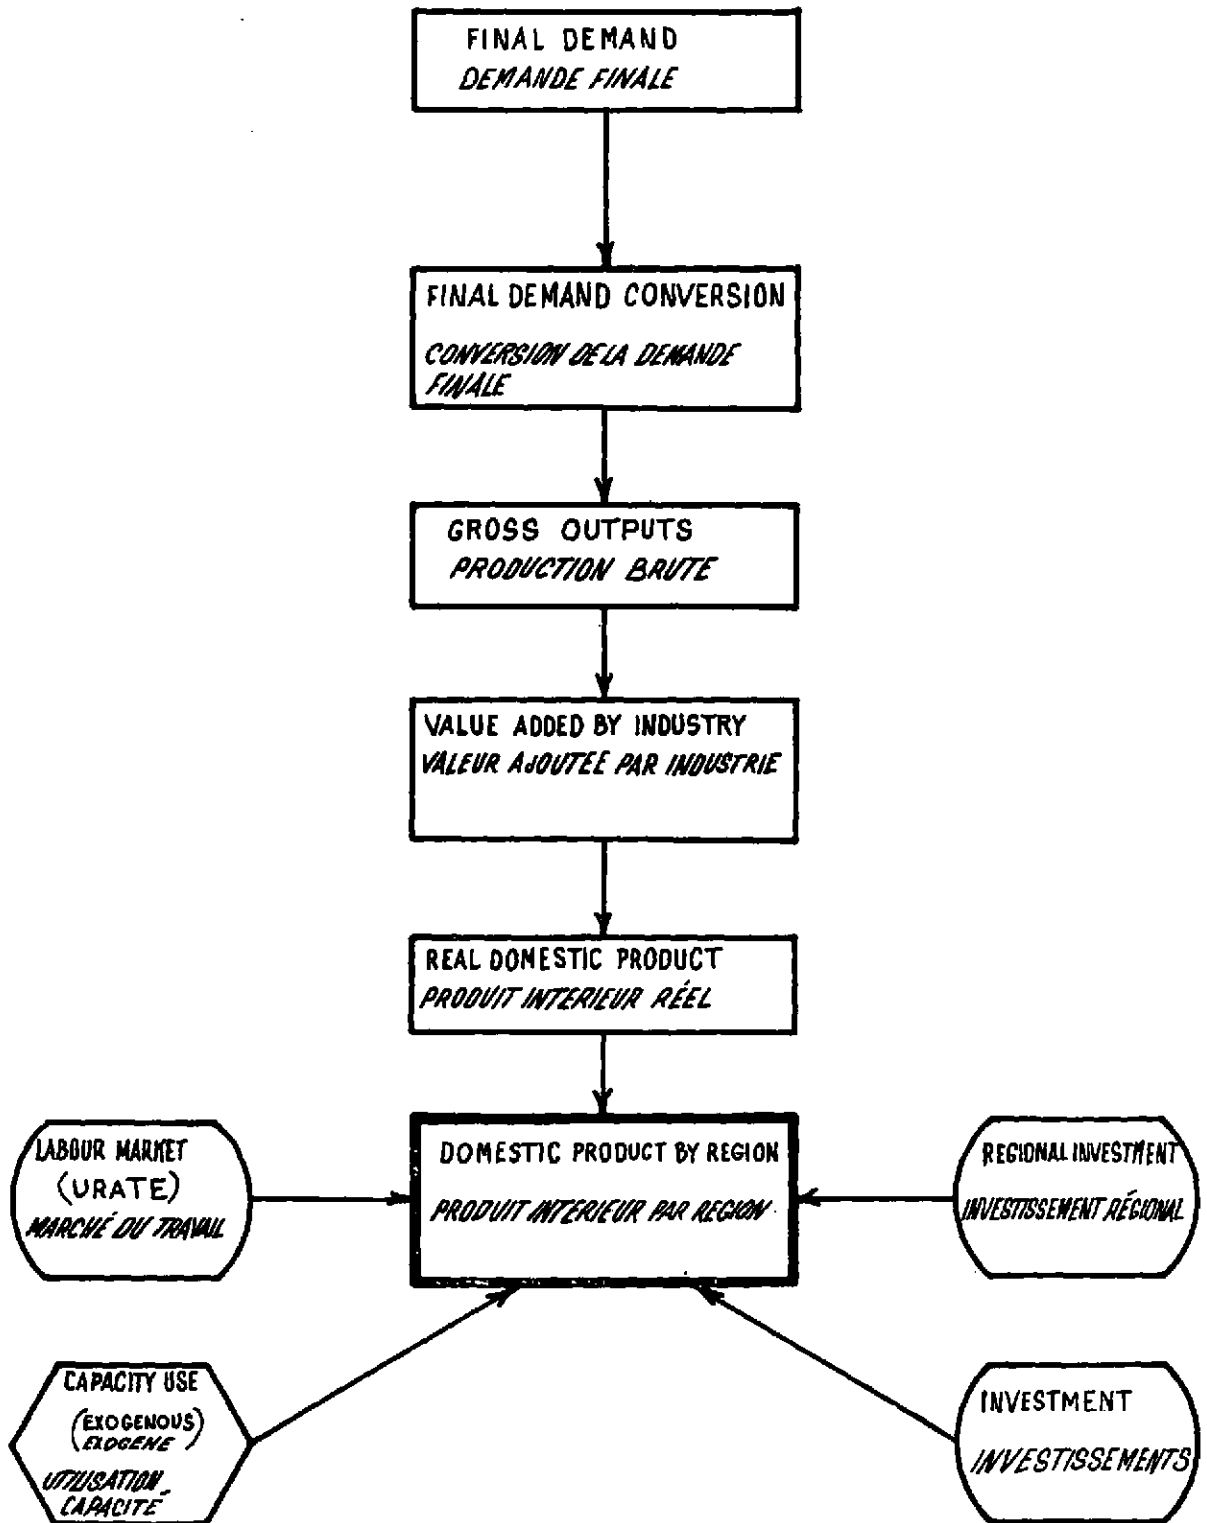 FINAL DEMAND
DEMANDE FINALE
FINAL DEMAND CONVERSION
CONVERSION DE LA DEMANDE
FINALE
GROSS OUTPUTS
PRODUCTION BRUTE
VALUE ADDED BY INDUSTRY
VALEUR AJOUTÉE PAR INDUSTRIE
REAL DOMESTIC PRODUCT
PRODUIT INTERIEUR RÉEL
LABOUR MARKET
(URATE)
MARCHÉ DU TRAVAIL
DOMESTIC PRODUCT BY REGION
PRODUIT INTERIEUR PAR REGION
REGIONAL INVESTMENT
INVESTISSEMENT RÉGIONAL
CAPACITY USE
(EXOGENOUS
EXOGENE)
UTILISATION
CAPACITÉ
INVESTMENT
INVESTISSEMENTS